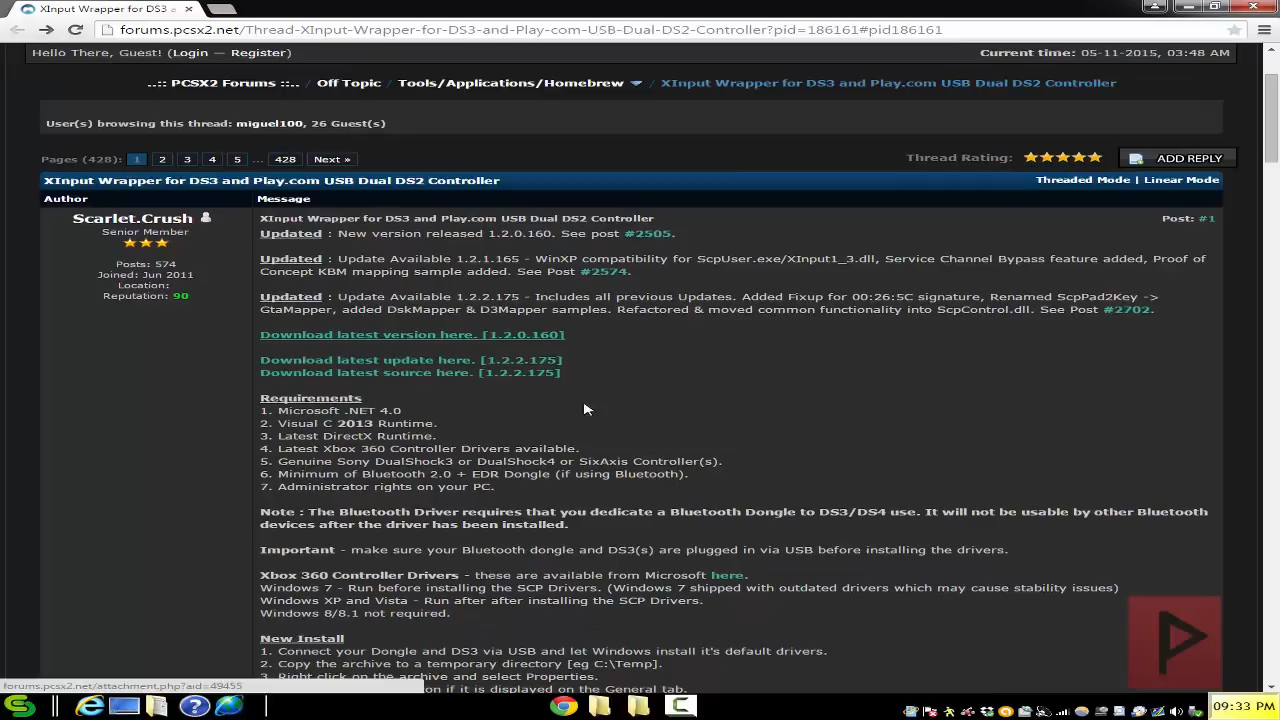 XInput Wrapper for DS3 a
forums.pcsx2.net/Thread-XInput-Wrapper-for-DS3-and-Play-com-USB-Dual-DS2-Controller?pid=186161#pid186161
Hello There, Guest! (Login — Register)
Current time: 05-11-2015, 03:48 AM
..:: PCSX2 Forums ::.. / Off Topic / Tools/Applications/Homebrew / XInput Wrapper for DS3 and Play.com USB Dual DS2 Controller
User(s) browsing this thread: miguel100, 26 Guest(s)
Pages (428): 1 2 3 4 5 ... 428 Next »
Thread Rating:
ADD REPLY
XInput Wrapper for DS3 and Play.com USB Dual DS2 Controller
Threaded Mode | Linear Mode
Author
Message
Scarlet.Crush
Senior Member
Posts: 574
Joined: Jun 2011
Location:
Reputation: 90
XInput Wrapper for DS3 and Play.com USB Dual DS2 Controller
Post: #1
Updated : New version released 1.2.0.160. See post #2505.
Updated : Update Available 1.2.1.165 - WinXP compatibility for ScpUser.exe/XInput1_3.dll, Service Channel Bypass feature added, Proof of
Concept KBM mapping sample added. See Post #2574.
Updated : Update Available 1.2.2.175 - Includes all previous Updates. Added Fixup for 00:26:5C signature, Renamed ScpPad2Key ->
GtaMapper, added DskMapper & D3Mapper samples. Refactored & moved common functionality into ScpControl.dll. See Post #2702.
Download latest version here. [1.2.0.160]
Download latest update here. [1.2.2.175]
Download latest source here. [1.2.2.175]
Requirements
1. Microsoft .NET 4.0
2. Visual C 2013 Runtime.
3. Latest DirectX Runtime.
4. Latest Xbox 360 Controller Drivers available.
5. Genuine Sony DualShock3 or DualShock4 or SixAxis Controller(s).
6. Minimum of Bluetooth 2.0 + EDR Dongle (if using Bluetooth).
7. Administrator rights on your PC.
Note : The Bluetooth Driver requires that you dedicate a Bluetooth Dongle to DS3/DS4 use. It will not be usable by other Bluetooth
devices after the driver has been installed.
Important - make sure your Bluetooth dongle and DS3(s) are plugged in via USB before installing the drivers.
Xbox 360 Controller Drivers - these are available from Microsoft here.
Windows 7 - Run before installing the SCP Drivers. (Windows 7 shipped with outdated drivers which may cause stability issues)
Windows XP and Vista - Run after after installing the SCP Drivers.
Windows 8/8.1 not required.
New Install
1. Connect your Dongle and DS3 via USB and let Windows install it's default drivers.
2. Copy the archive to a temporary directory [eg C:\Temp].
3. Right click on the archive and select Properties.
on if it is displayed on the General tab.
forums.pcsx2.net/attachment.php?aid=49455
09:33 PM